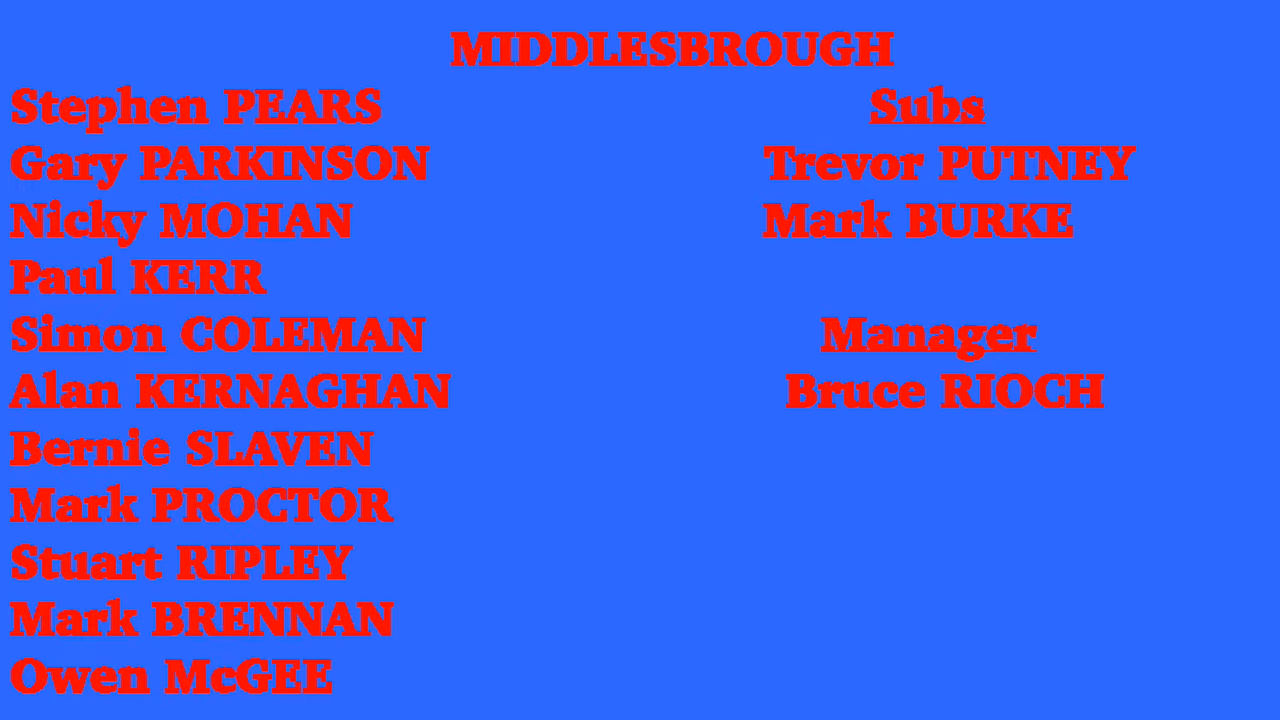 MIDDLESBROUGH
Stephen PEARS
Gary PARKINSON
Nicky MOHAN
Paul KERR
Simon COLEMAN
Alan KERNAGHAN
Bernie SLAVEN
Mark PROCTOR
Stuart RIPLEY
Mark BRENNAN
Owen McGEE
Subs
Trevor PUTNEY
Mark BURKE
Manager
Bruce RIOCH